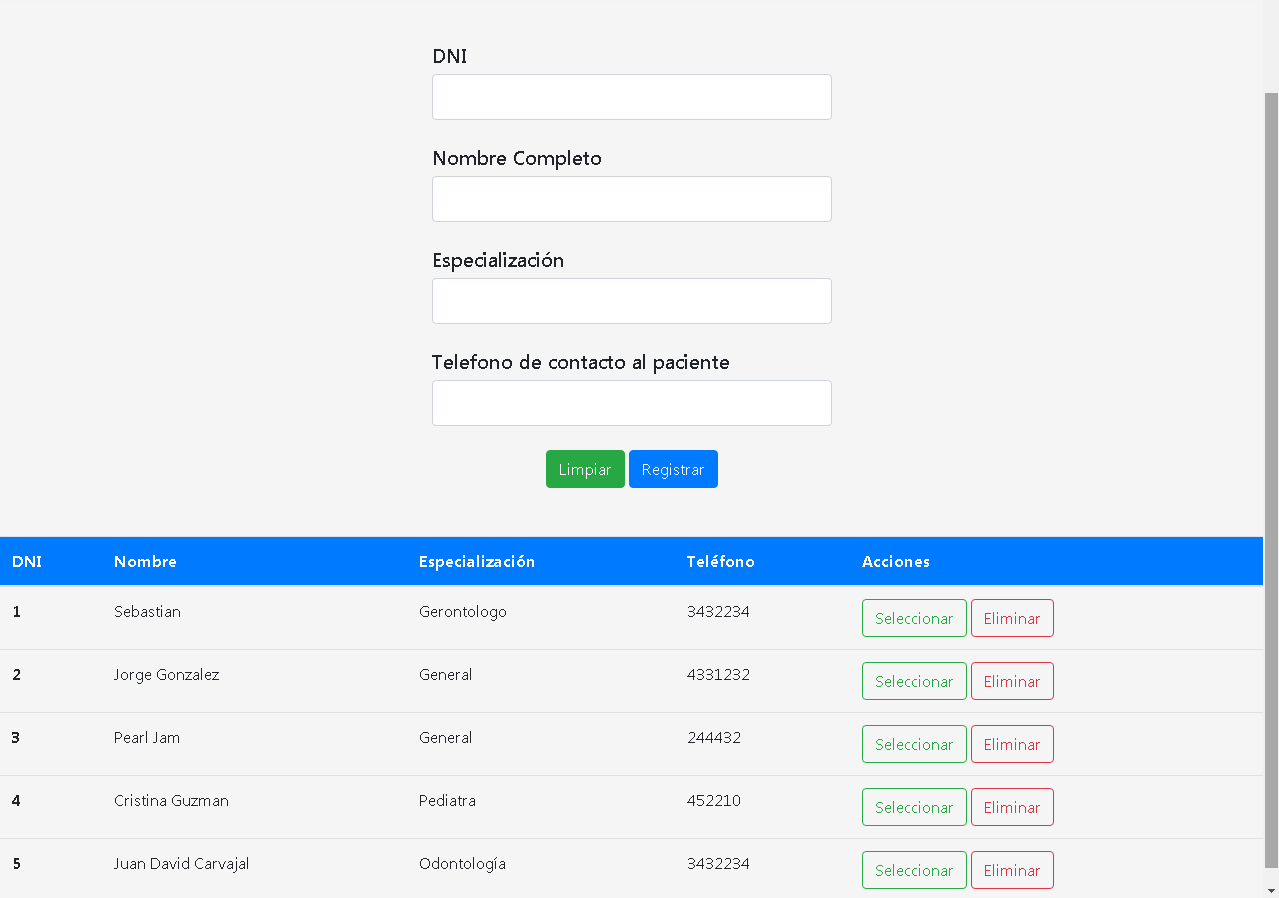 DNI
Nombre Completo
Especialización
Telefono de contacto al paciente
Limpiar Registrar
DNI Nombre Especialización Teléfono Acciones
1 Sebastian Gerontologo 3432234 Seleccionar Eliminar
2 Jorge Gonzalez General 4331232 Seleccionar Eliminar
3 Pearl Jam General 244432 Seleccionar Eliminar
4 Cristina Guzman Pediatra 452210 Seleccionar Eliminar
5 Juan David Carvajal Odontología 3432234 Seleccionar Eliminar